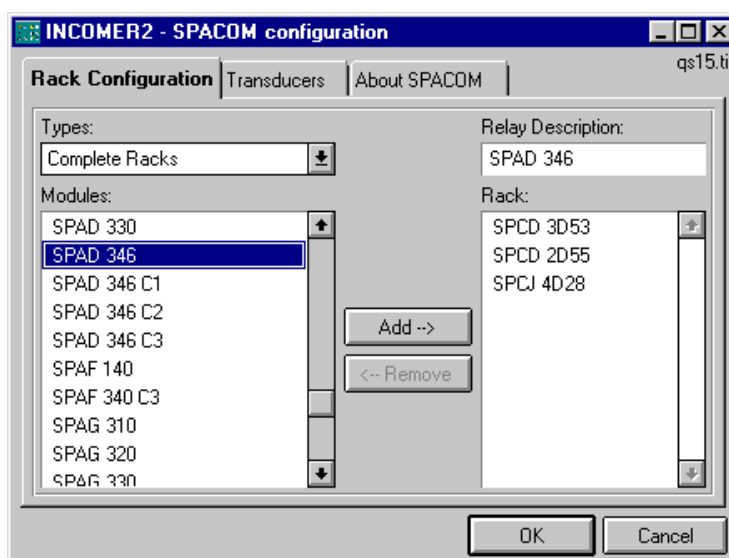 INCOMER2 - SPACOM configuration
qs15.ti
Rack Configuration
Transducers
About SPACOM
Types:
Complete Racks
Modules:
SPAD 330
SPAD 346
SPAD 346 C1
SPAD 346 C2
SPAD 346 C3
SPAF 140
SPAF 340 C3
SPAG 310
SPAG 320
SPAG 330
Add -->
<-- Remove
Relay Description:
SPAD 346
Rack:
SPCD 3D53
SPCD 2D55
SPCJ 4D28
OK
Cancel